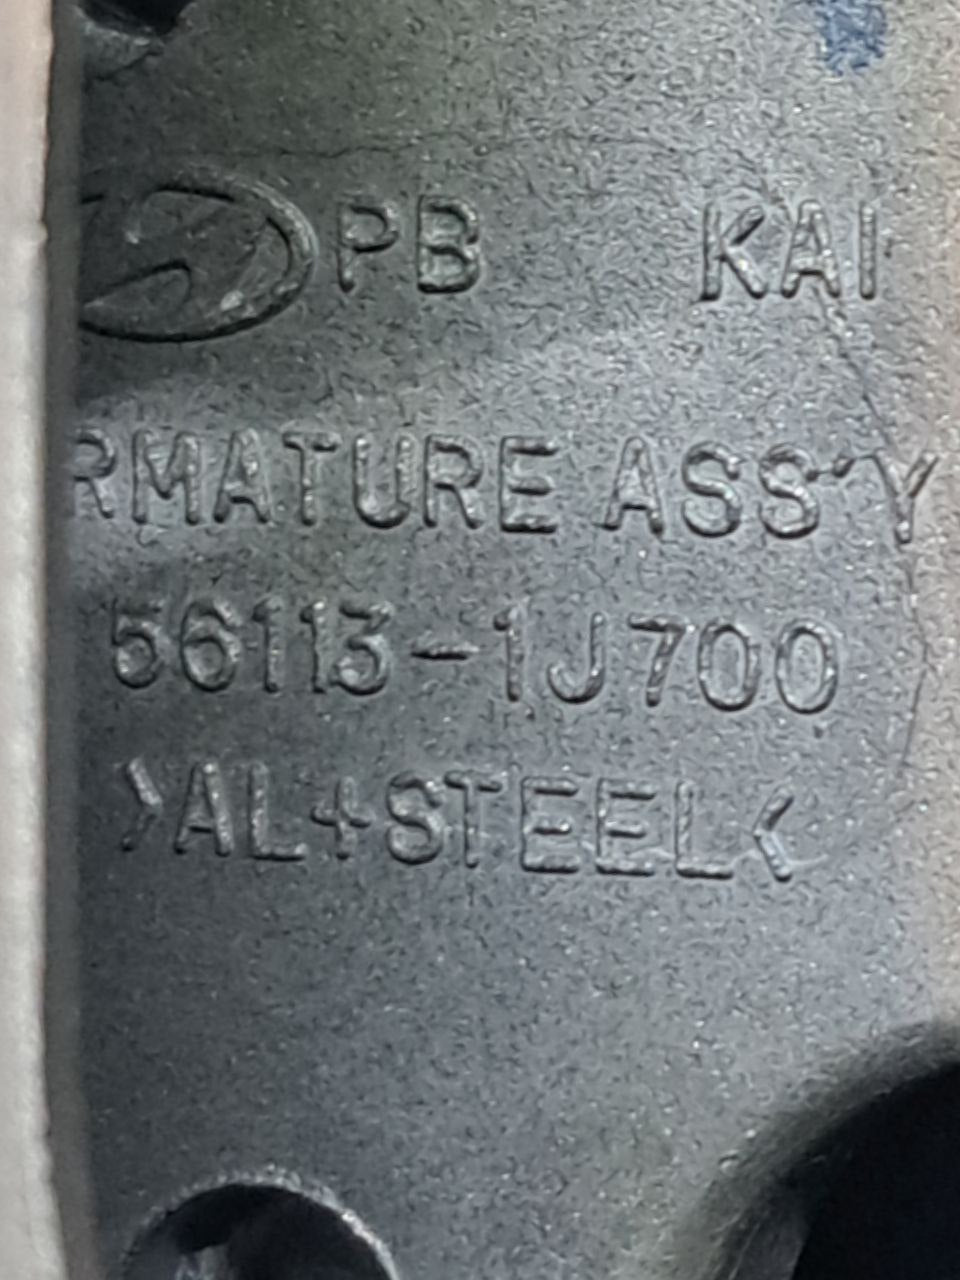 PB KAI
RMATURE ASS'Y
56113-1J700
>AL+STEEL<